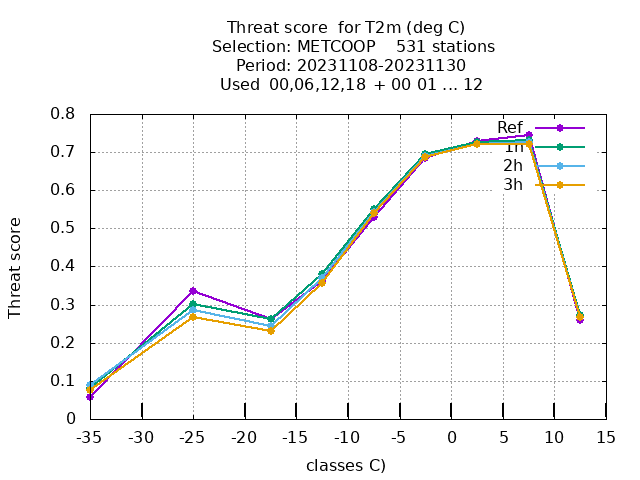 Threat score  for T2m (deg C)
Selection: METCOOP    531 stations
Period: 20231108-20231130
Used  00,06,12,18  + 00 01 ... 12
0.8
0.7
0.6
0.5
0.4
0.3
0.2
0.1
0
Threat score
Ref
1h
2h
3h
-35 -30 -25 -20 -15 -10 -5 0 5 10 15
classes C)